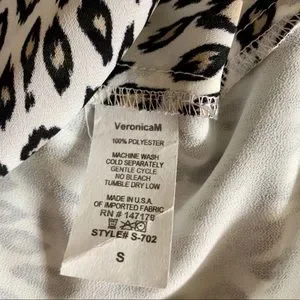 VeronicaM
100% POLYESTER
MACHINE WASH
COLD SEPARATELY
GENTLE CYCLE
NO BLEACH
TUMBLE DRY LOW
MADE IN U.S.A.
OF IMPORTED FABRIC
RN # 147178
STYLE# S-702
S